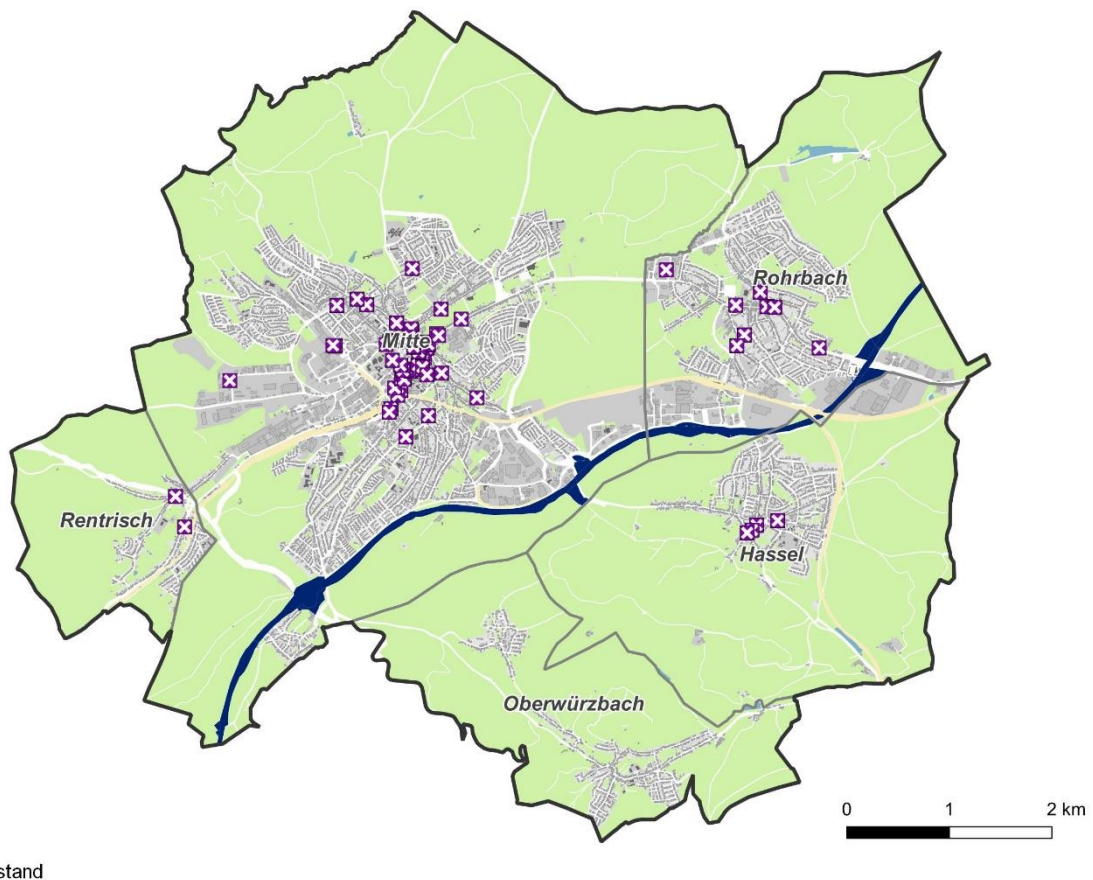 Rohrbach
Mitte
Rentrisch
Hassel
Oberwürzbach
0 1 2 km
stand